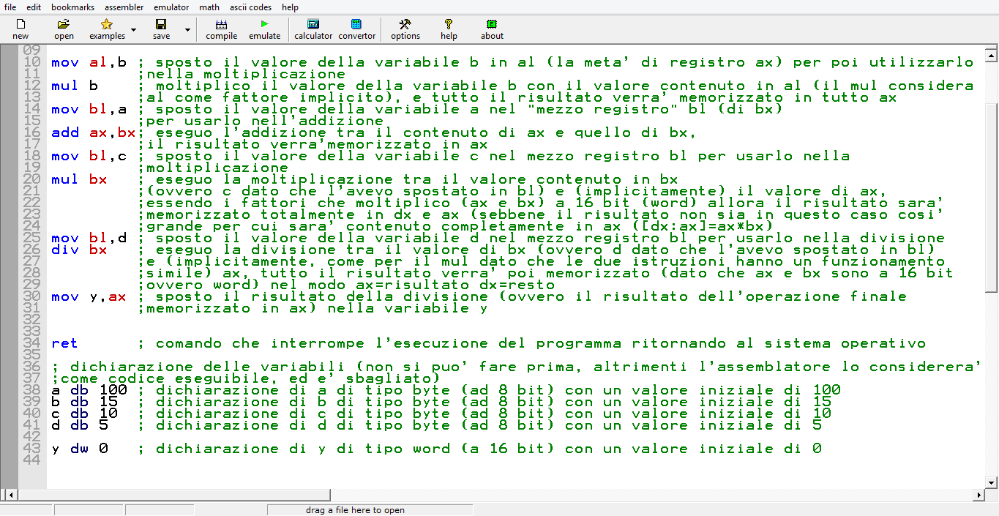 file edit bookmarks assembler emulator math ascii codes help
new open examples save compile emulate calculator convertor options help about
09
10 mov al,b ; sposto il valore della variabile b in al (la meta' di registro ax) per poi utilizzarlo
11 ;nella moltiplicazione
12 mul b ; moltiplico il valore della variabile b con il valore contenuto in al (il mul considera
13 ;al come fattore implicito), e tutto il risultato verra' memorizzato in tutto ax
14 mov bl,a ; sposto il valore della variabile a nel "mezzo registro" bl (di bx)
15 ;per usarlo nell'addizione
16 add ax,bx; eseguo l'addizione tra il contenuto di ax e quello di bx,
17 ;il risultato verra'memorizzato in ax
18 mov bl,c ; sposto il valore della variabile c nel mezzo registro bl per usarlo nella
19 ;moltiplicazione
20 mul bx ; eseguo la moltiplicazione tra il valore contenuto in bx
21 ;(ovvero c dato che l'avevo spostato in bl) e (implicitamente) il valore di ax,
22 ;essendo i fattori che moltiplico (ax e bx) a 16 bit (word) allora il risultato sara'
23 ;memorizzato totalmente in dx e ax (sebbene il risultato non sia in questo caso cosi'
24 ;grande per cui sara' contenuto completamente in ax ([dx:ax]=ax*bx)
25 mov bl,d ; sposto il valore della variabile d nel mezzo registro bl per usarlo nella divisione
26 div bx ; eseguo la divisione tra il valore di bx (ovvero d dato che l'avevo spostato in bl)
27 ;e (implicitamente, come per il mul dato che le due istruzioni hanno un funzionamento
28 ;simile) ax, tutto il risultato verra' poi memorizzato (dato che ax e bx sono a 16 bit
29 ;ovvero word) nel modo ax=risultato dx=resto
30 mov y,ax ; sposto il risultato della divisione (ovvero il risultato dell'operazione finale
31 ;memorizzato in ax) nella variabile y
32
33
34 ret ; comando che interrompe l'esecuzione del programma ritornando al sistema operativo
35
36 ; dichiarazione delle variabili (non si puo' fare prima, altrimenti l'assemblatore lo considerera'
37 ;come codice eseguibile, ed e' sbagliato)
38 a db 100 ; dichiarazione di a di tipo byte (ad 8 bit) con un valore iniziale di 100
39 b db 15 ; dichiarazione di b di tipo byte (ad 8 bit) con un valore iniziale di 15
40 c db 10 ; dichiarazione di c di tipo byte (ad 8 bit) con un valore iniziale di 10
41 d db 5 ; dichiarazione di d di tipo byte (ad 8 bit) con un valore iniziale di 5
42
43 y dw 0 ; dichiarazione di y di tipo word (a 16 bit) con un valore iniziale di 0
44
drag a file here to open